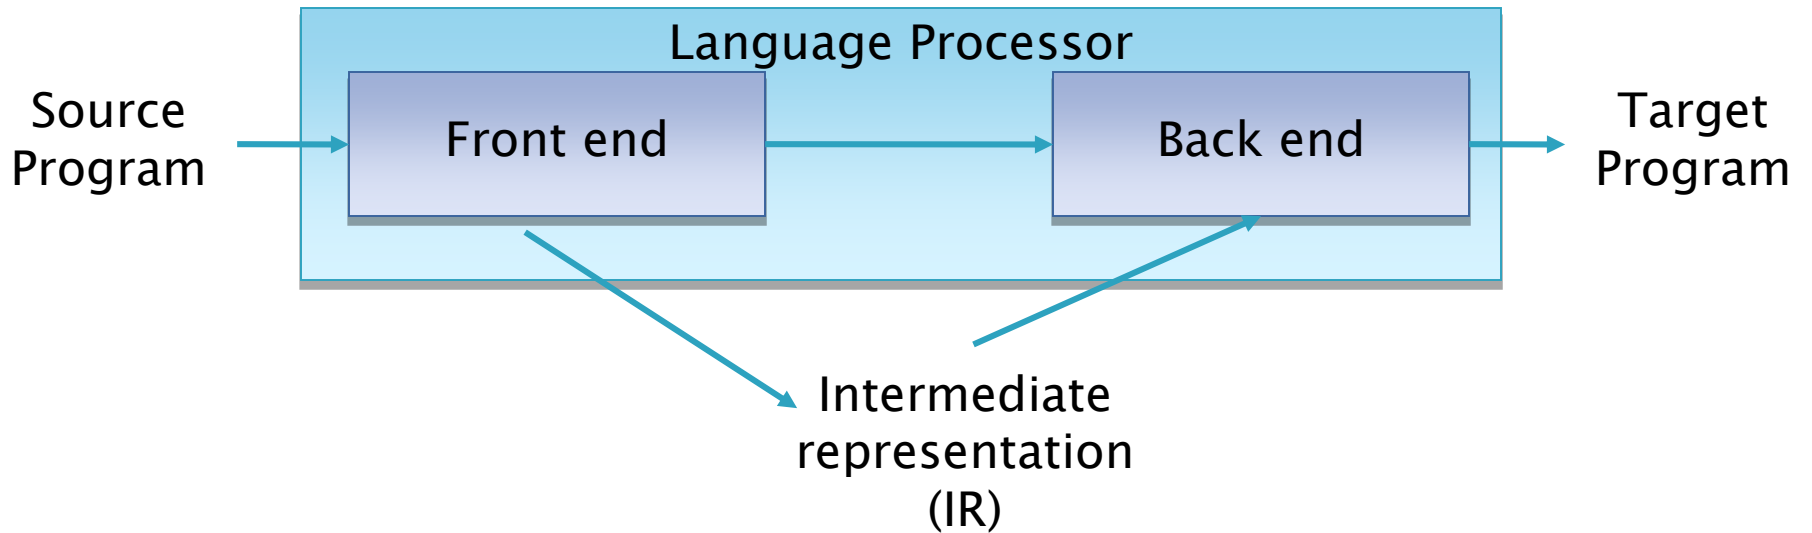 Language Processor
Source
Program
Front end
Back end
Target
Program
Intermediate
representation
(IR)